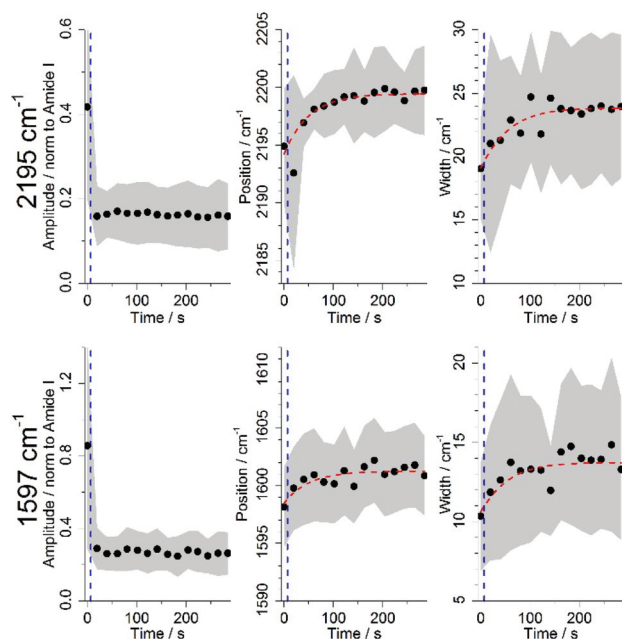 2195 cm⁻¹
Amplitude / norm to Amide I
0.6
0.4
0.2
0.0
0 100 200
Time / s
Position / cm⁻¹
2205
2200
2195
2190
2185
2182
0 100 200
Time / s
Width / cm⁻¹
30
25
20
15
10
0 100 200
Time / s
1597 cm⁻¹
Amplitude / norm to Amide I
1.2
0.8
0.4
0.0
0 100 200
Time / s
Position / cm⁻¹
1610
1605
1600
1595
1590
0 100 200
Time / s
Width / cm⁻¹
20
15
10
5
0 100 200
Time / s